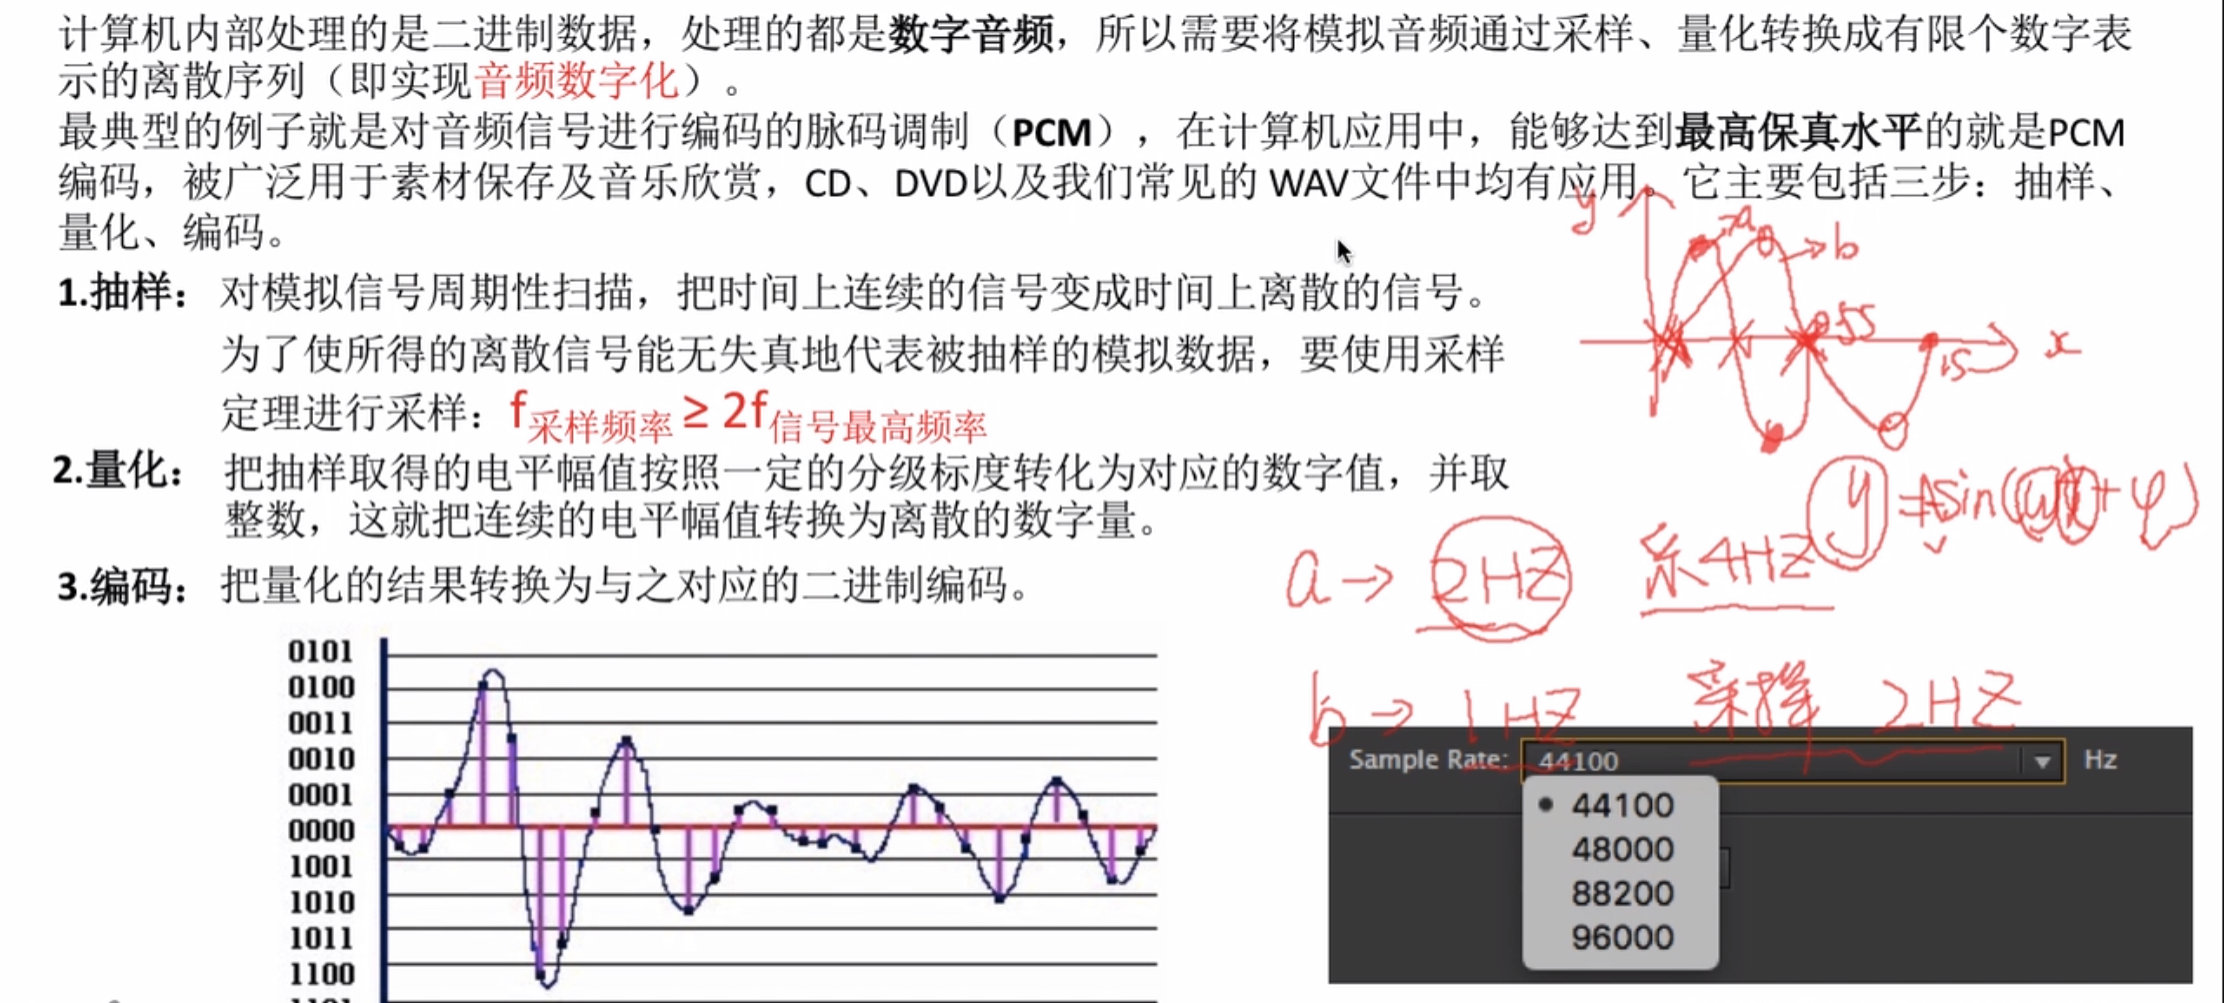 计算机内部处理的是二进制数据，处理的都是数字音频，所以需要将模拟音频通过采样、量化转换成有限个数字表
示的离散序列（即实现音频数字化）。
最典型的例子就是对音频信号进行编码的脉码调制（PCM），在计算机应用中，能够达到最高保真水平的就是PCM
编码，被广泛用于素材保存及音乐欣赏，CD、DVD以及我们常见的 WAV文件中均有应用。它主要包括三步：抽样、
量化、编码。
y
a
b
1.抽样：对模拟信号周期性扫描，把时间上连续的信号变成时间上离散的信号。
为了使所得的离散信号能无失真地代表被抽样的模拟数据，要使用采样
0.5S
1S
x
定理进行采样：f采样频率 ≥ 2f信号最高频率
2.量化：把抽样取得的电平幅值按照一定的分级标度转化为对应的数字值，并取
整数，这就把连续的电平幅值转换为离散的数字量。
y=Asin(ωx+φ)
a→ 2HZ 采4HZ
3.编码：把量化的结果转换为与之对应的二进制编码。
b→ 1HZ 采样 2HZ
0101
0100
0011
0010
0001
0000
1001
1010
1011
1100
Sample Rate: 44100 Hz
44100
48000
88200
96000